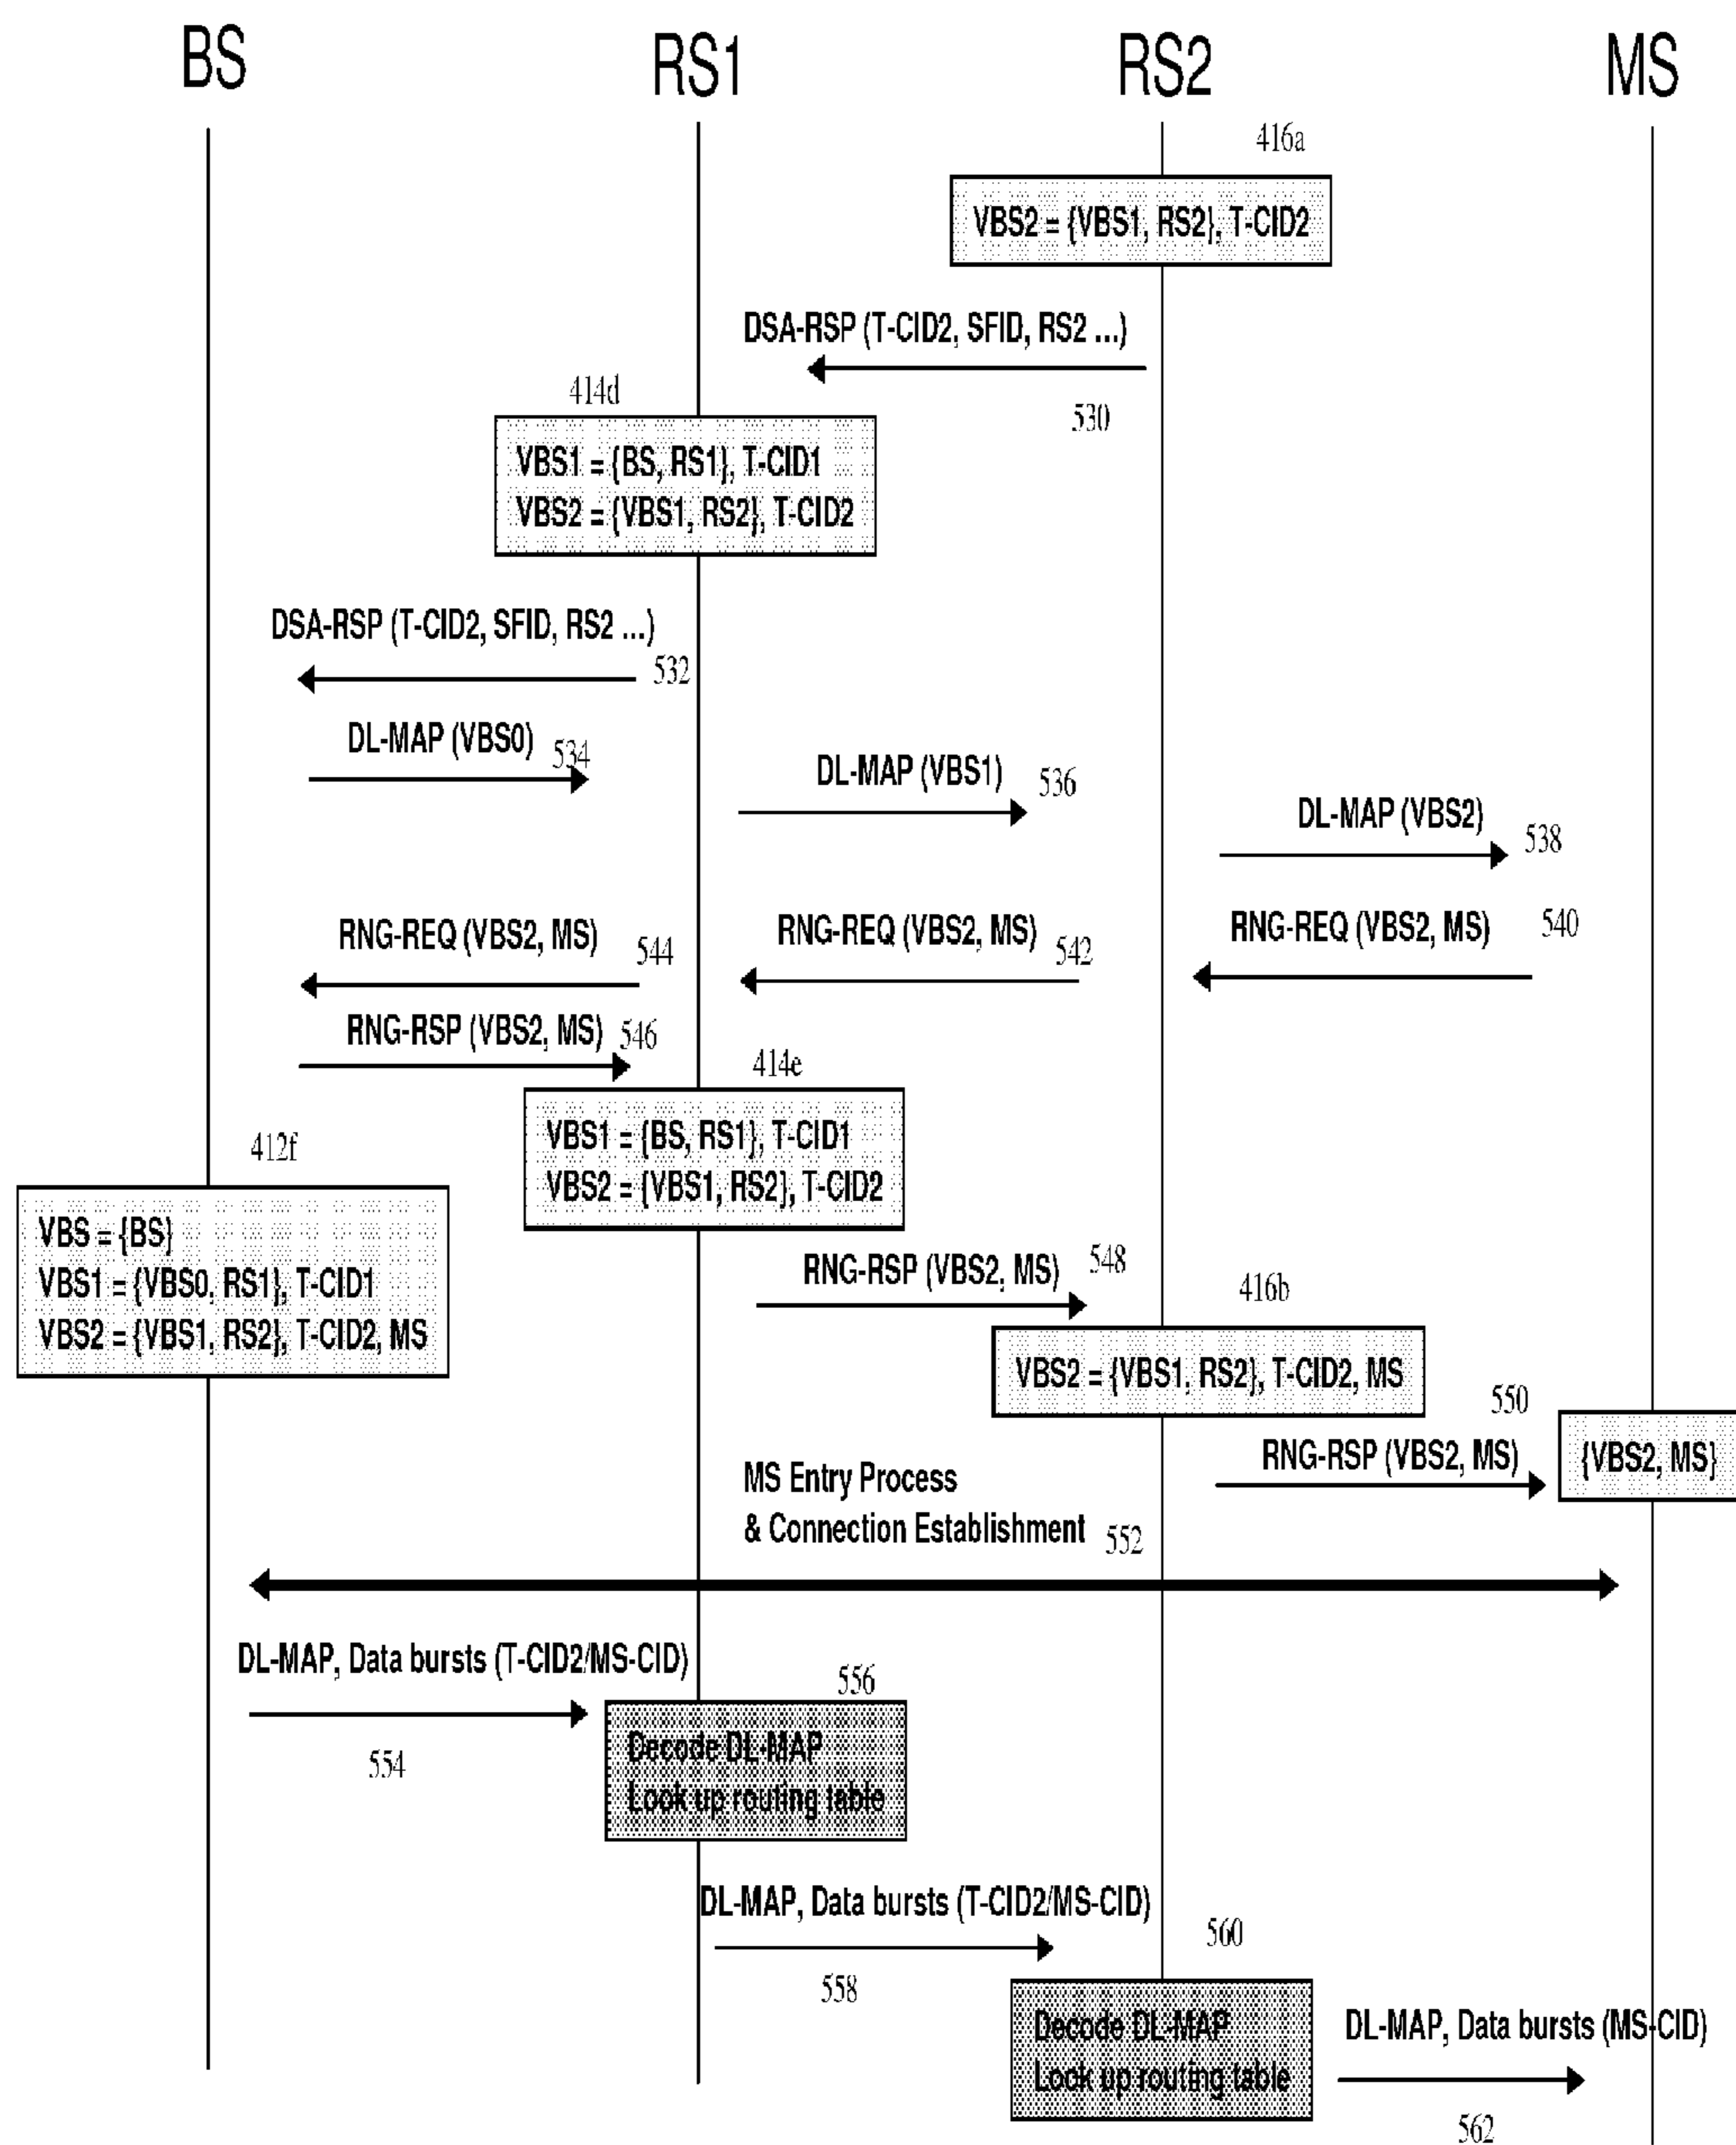 BS
RS1
RS2
MS
416a
VBS2 = {VBS1, RS2}, T-CID2
DSA-RSP (T-CID2, SFID, RS2 ...)
530
414d
VBS1 = {BS, RS1}, T-CID1
VBS2 = {VBS1, RS2}, T-CID2
DSA-RSP (T-CID2, SFID, RS2 ...)
532
DL-MAP (VBS0)
534
DL-MAP (VBS1)
536
DL-MAP (VBS2)
538
RNG-REQ (VBS2, MS)
540
RNG-REQ (VBS2, MS)
542
RNG-REQ (VBS2, MS)
544
RNG-RSP (VBS2, MS)
546
414e
VBS1 = {BS, RS1}, T-CID1
VBS2 = {VBS1, RS2}, T-CID2
412f
VBS = {BS}
VBS1 = {VBS0, RS1}, T-CID1
VBS2 = {VBS1, RS2}, T-CID2, MS
RNG-RSP (VBS2, MS)
548
416b
VBS2 = {VBS1, RS2}, T-CID2, MS
550
RNG-RSP (VBS2, MS)
{VBS2, MS}
MS Entry Process
& Connection Establishment
552
DL-MAP, Data bursts (T-CID2/MS-CID)
554
556
Decode DL-MAP
Look up routing table
DL-MAP, Data bursts (T-CID2/MS-CID)
558
560
Decode DL-MAP
Look up routing table
DL-MAP, Data bursts (MS-CID)
562